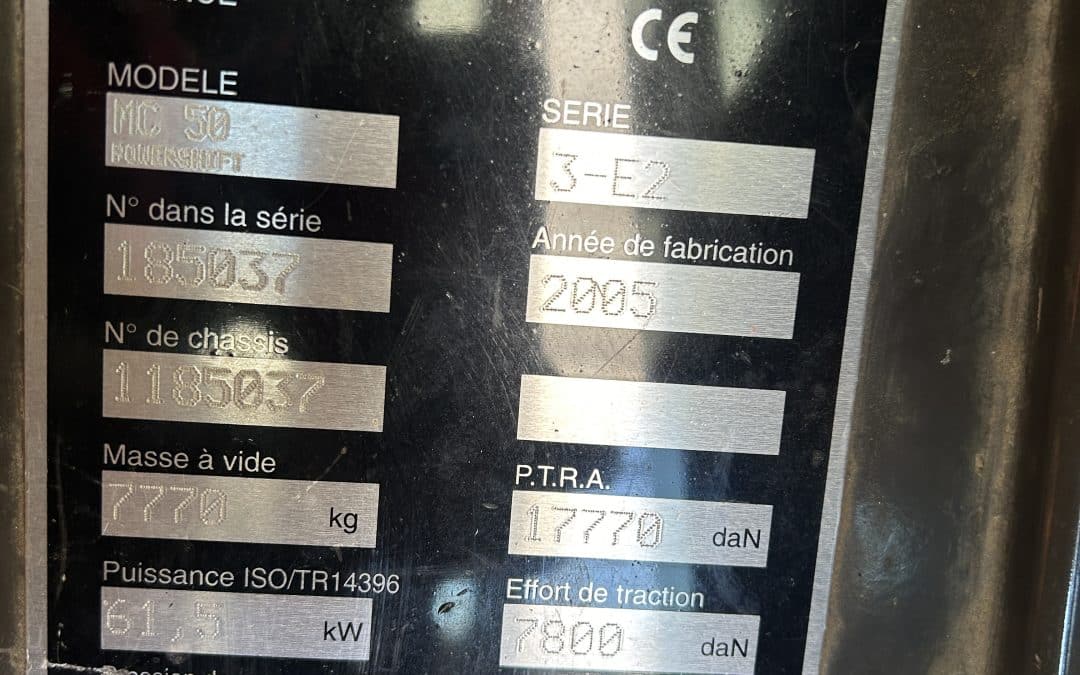 CE
MODELE
MC 50
POWERSHIFT
SERIE
3-E2
N° dans la série
185037
Année de fabrication
2005
N° de chassis
1185037
Masse à vide
7770 kg
P.T.R.A.
17770 daN
Puissance ISO/TR14396
61,5 kW
Effort de traction
7800 daN